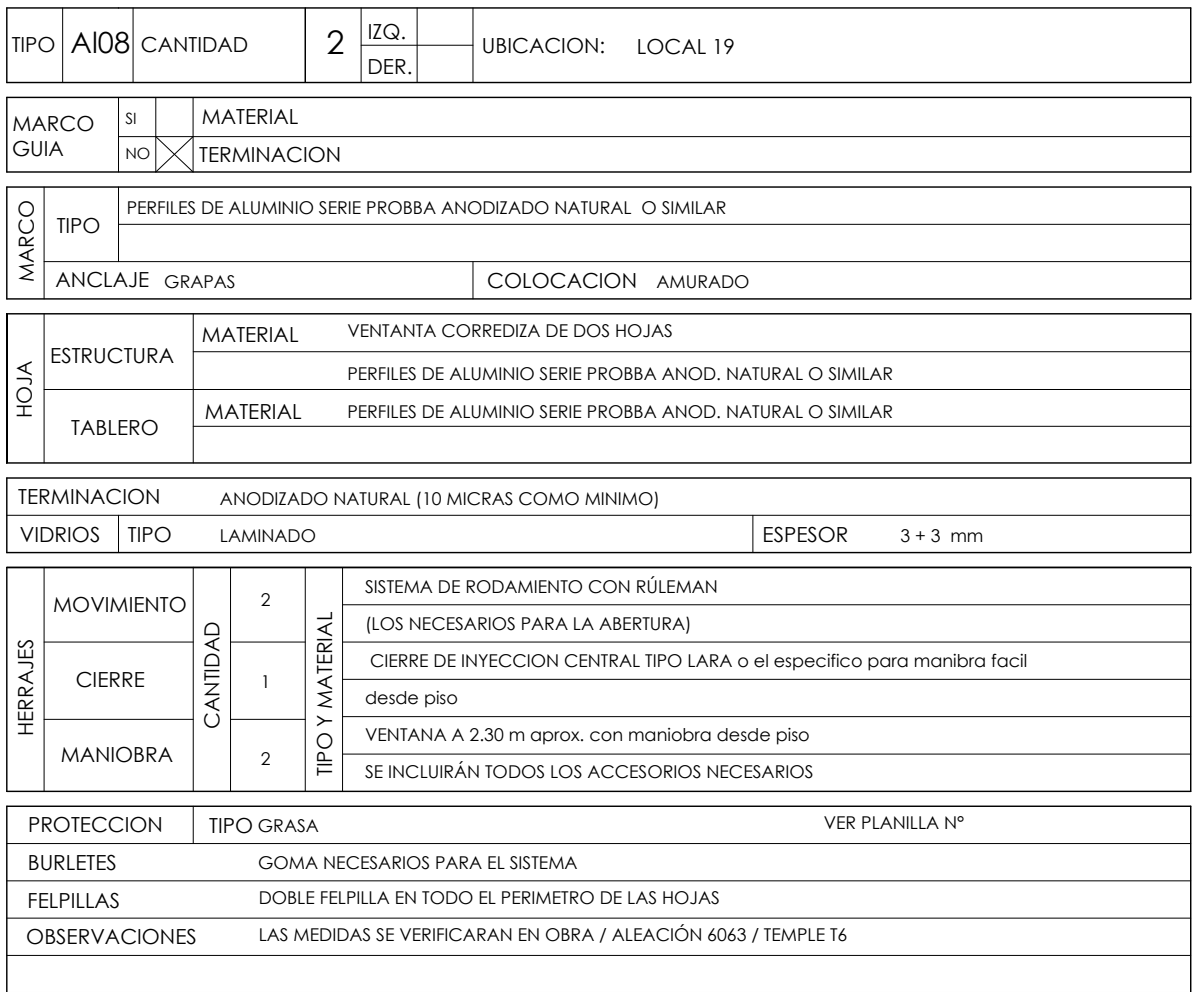 TIPO Al08 CANTIDAD 2 IZQ. UBICACION: LOCAL 19
DER.
MARCO GUIA SI MATERIAL
NO TERMINACION
MARCO TIPO PERFILES DE ALUMINIO SERIE PROBBA ANODIZADO NATURAL O SIMILAR
ANCLAJE GRAPAS COLOCACION AMURADO
HOJA ESTRUCTURA MATERIAL VENTANTA CORREDIZA DE DOS HOJAS
PERFILES DE ALUMINIO SERIE PROBBA ANOD. NATURAL O SIMILAR
TABLERO MATERIAL PERFILES DE ALUMINIO SERIE PROBBA ANOD. NATURAL O SIMILAR
TERMINACION ANODIZADO NATURAL (10 MICRAS COMO MINIMO)
VIDRIOS TIPO LAMINADO ESPESOR 3 + 3 mm
HERRAJES MOVIMIENTO CANTIDAD 2 TIPO Y MATERIAL SISTEMA DE RODAMIENTO CON RÚLEMAN
(LOS NECESARIOS PARA LA ABERTURA)
CIERRE 1 CIERRE DE INYECCION CENTRAL TIPO LARA o el especifico para manibra facil
desde piso
MANIOBRA 2 VENTANA A 2.30 m aprox. con maniobra desde piso
SE INCLUIRÁN TODOS LOS ACCESORIOS NECESARIOS
PROTECCION TIPO GRASA VER PLANILLA Nº
BURLETES GOMA NECESARIOS PARA EL SISTEMA
FELPILLAS DOBLE FELPILLA EN TODO EL PERIMETRO DE LAS HOJAS
OBSERVACIONES LAS MEDIDAS SE VERIFICARAN EN OBRA / ALEACIÓN 6063 / TEMPLE T6